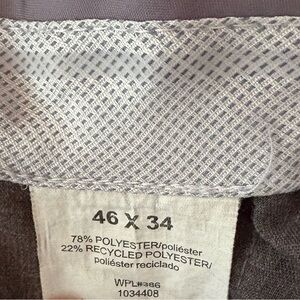 46 X 34
78% POLYESTER/poliéster
22% RECYCLED POLYESTER/
poliéster reciclado
WPL#386
1034408